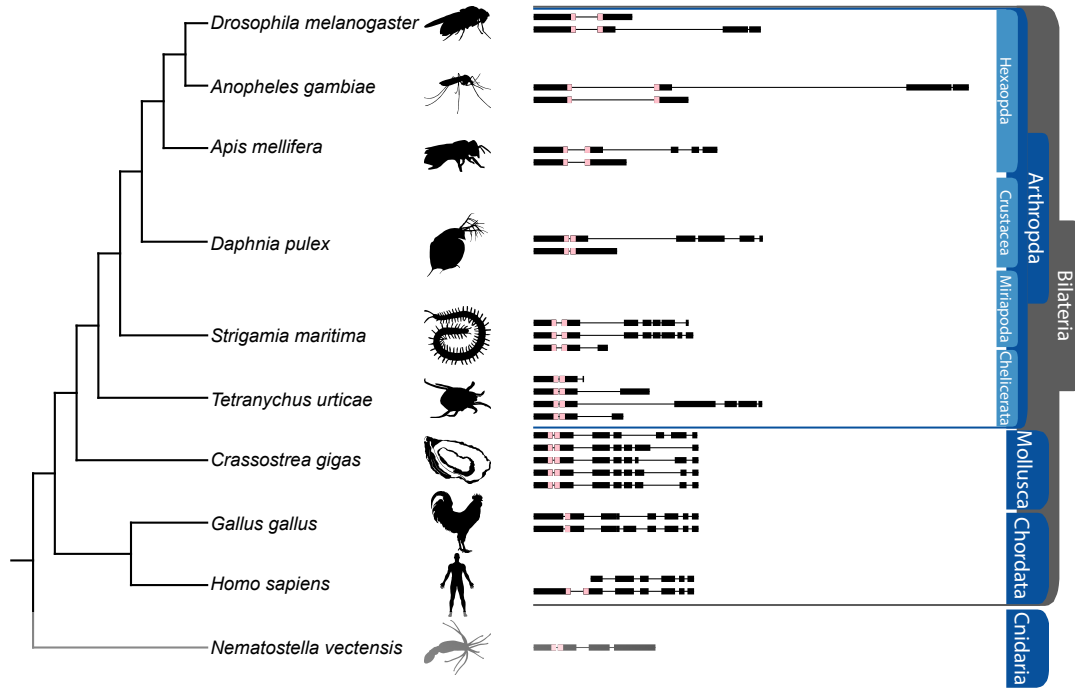 Drosophila melanogaster
Anopheles gambiae
Apis mellifera
Daphnia pulex
Strigamia maritima
Tetranychus urticae
Crassostrea gigas
Gallus gallus
Homo sapiens
Nematostella vectensis
Hexaopda
Crustacea
Miriapoda
Chelicerata
Arthropda
Mollusca
Chordata
Cnidaria
Bilateria